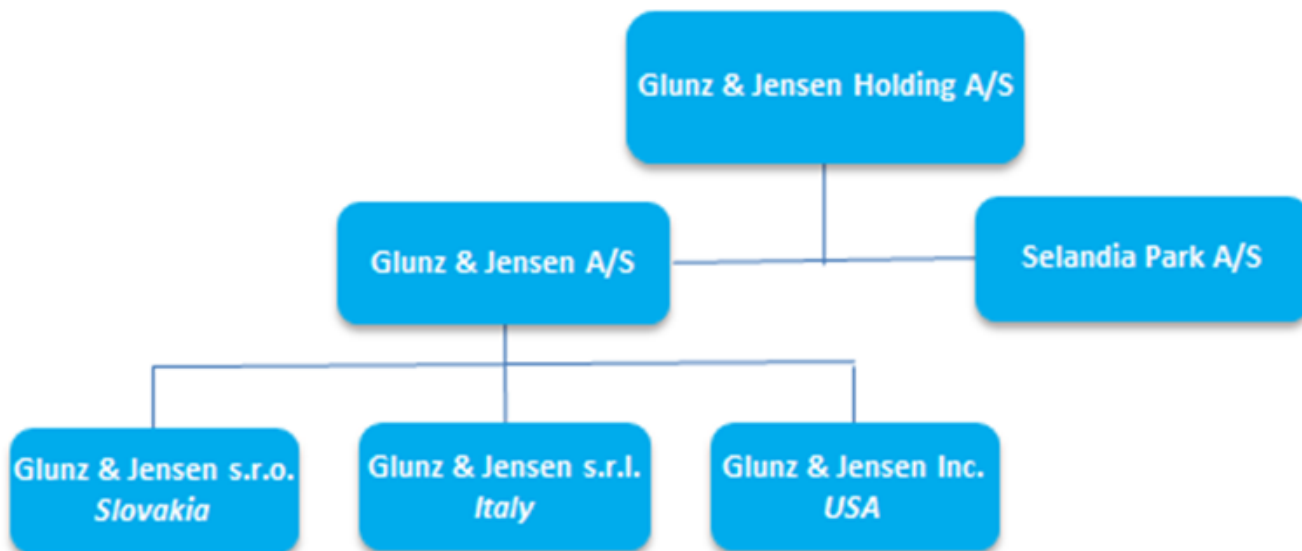 Glunz & Jensen Holding A/S
Glunz & Jensen A/S
Selandia Park A/S
Glunz & Jensen s.r.o.
Slovakia
Glunz & Jensen s.r.l.
Italy
Glunz & Jensen Inc.
USA